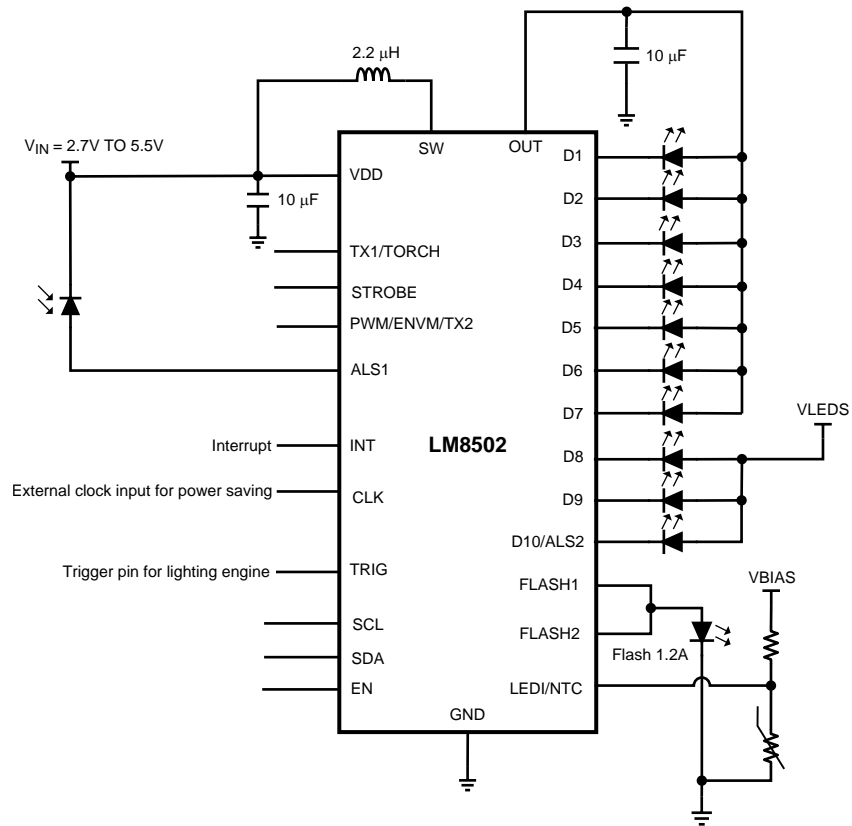 2.2 μH
10 μF
V_IN = 2.7V TO 5.5V
SW
OUT
VDD
10 μF
TX1/TORCH
STROBE
PWM/ENVM/TX2
ALS1
Interrupt
INT
External clock input for power saving
CLK
Trigger pin for lighting engine
TRIG
SCL
SDA
EN
GND
LM8502
D1
D2
D3
D4
D5
D6
D7
D8
D9
D10/ALS2
VLEDS
FLASH1
FLASH2
LEDI/NTC
Flash 1.2A
VBIAS